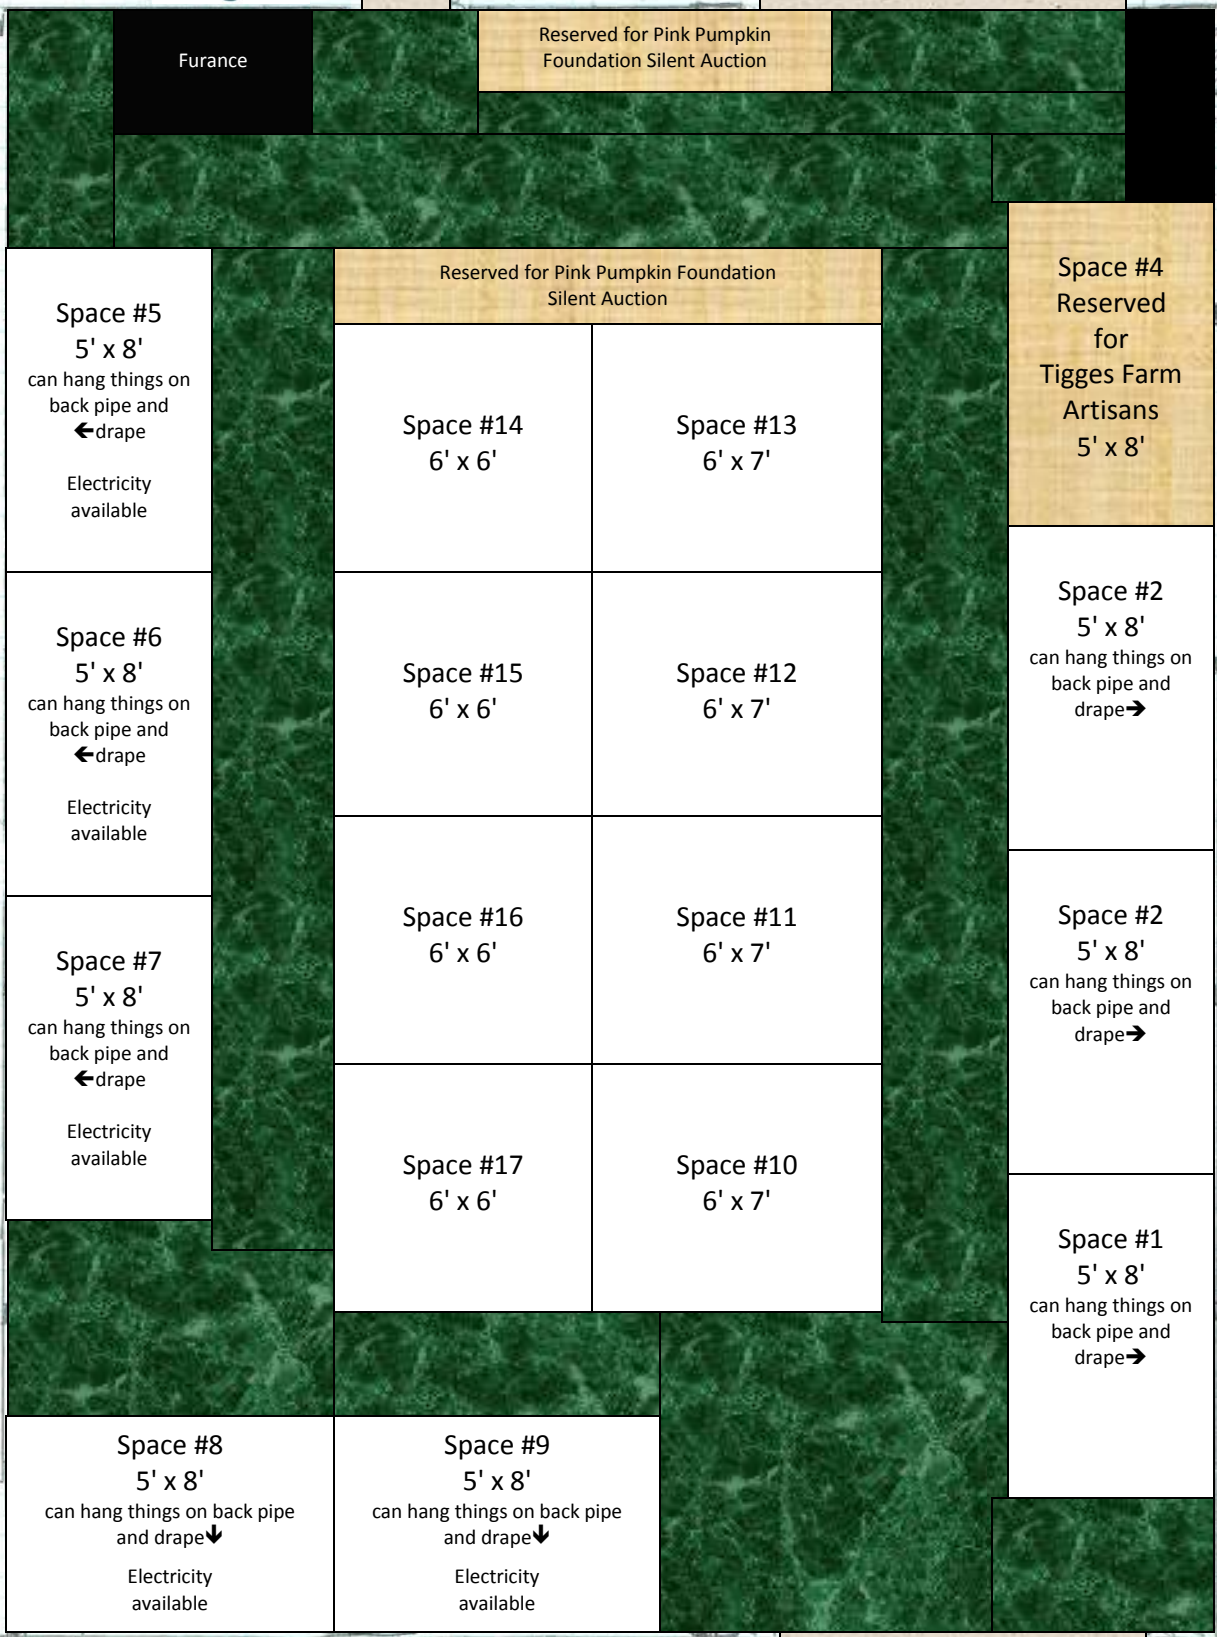 Furance
Reserved for Pink Pumpkin
Foundation Silent Auction
Reserved for Pink Pumpkin Foundation
Silent Auction
Space #4
Reserved
for
Tigges Farm
Artisans
5' x 8'
Space #5
5' x 8'
can hang things on
back pipe and
🡰drape
Electricity
available
Space #14
6' x 6'
Space #13
6' x 7'
Space #2
5' x 8'
can hang things on
back pipe and
drape🡲
Space #6
5' x 8'
can hang things on
back pipe and
🡰drape
Electricity
available
Space #15
6' x 6'
Space #12
6' x 7'
Space #2
5' x 8'
can hang things on
back pipe and
drape🡲
Space #7
5' x 8'
can hang things on
back pipe and
🡰drape
Electricity
available
Space #16
6' x 6'
Space #11
6' x 7'
Space #17
6' x 6'
Space #10
6' x 7'
Space #1
5' x 8'
can hang things on
back pipe and
drape🡲
Space #8
5' x 8'
can hang things on back pipe
and drape🡳
Electricity
available
Space #9
5' x 8'
can hang things on back pipe
and drape🡳
Electricity
available